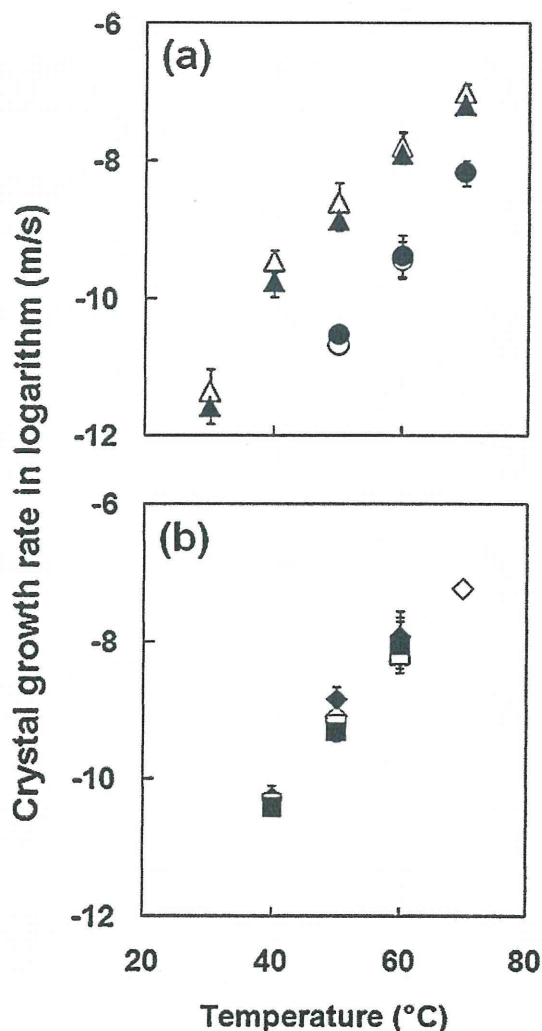 Crystal growth rate in logarithm (m/s)
-6
(a)
-8
-10
-12
-6
(b)
-8
-10
-12
20 40 60 80
Temperature (°C)